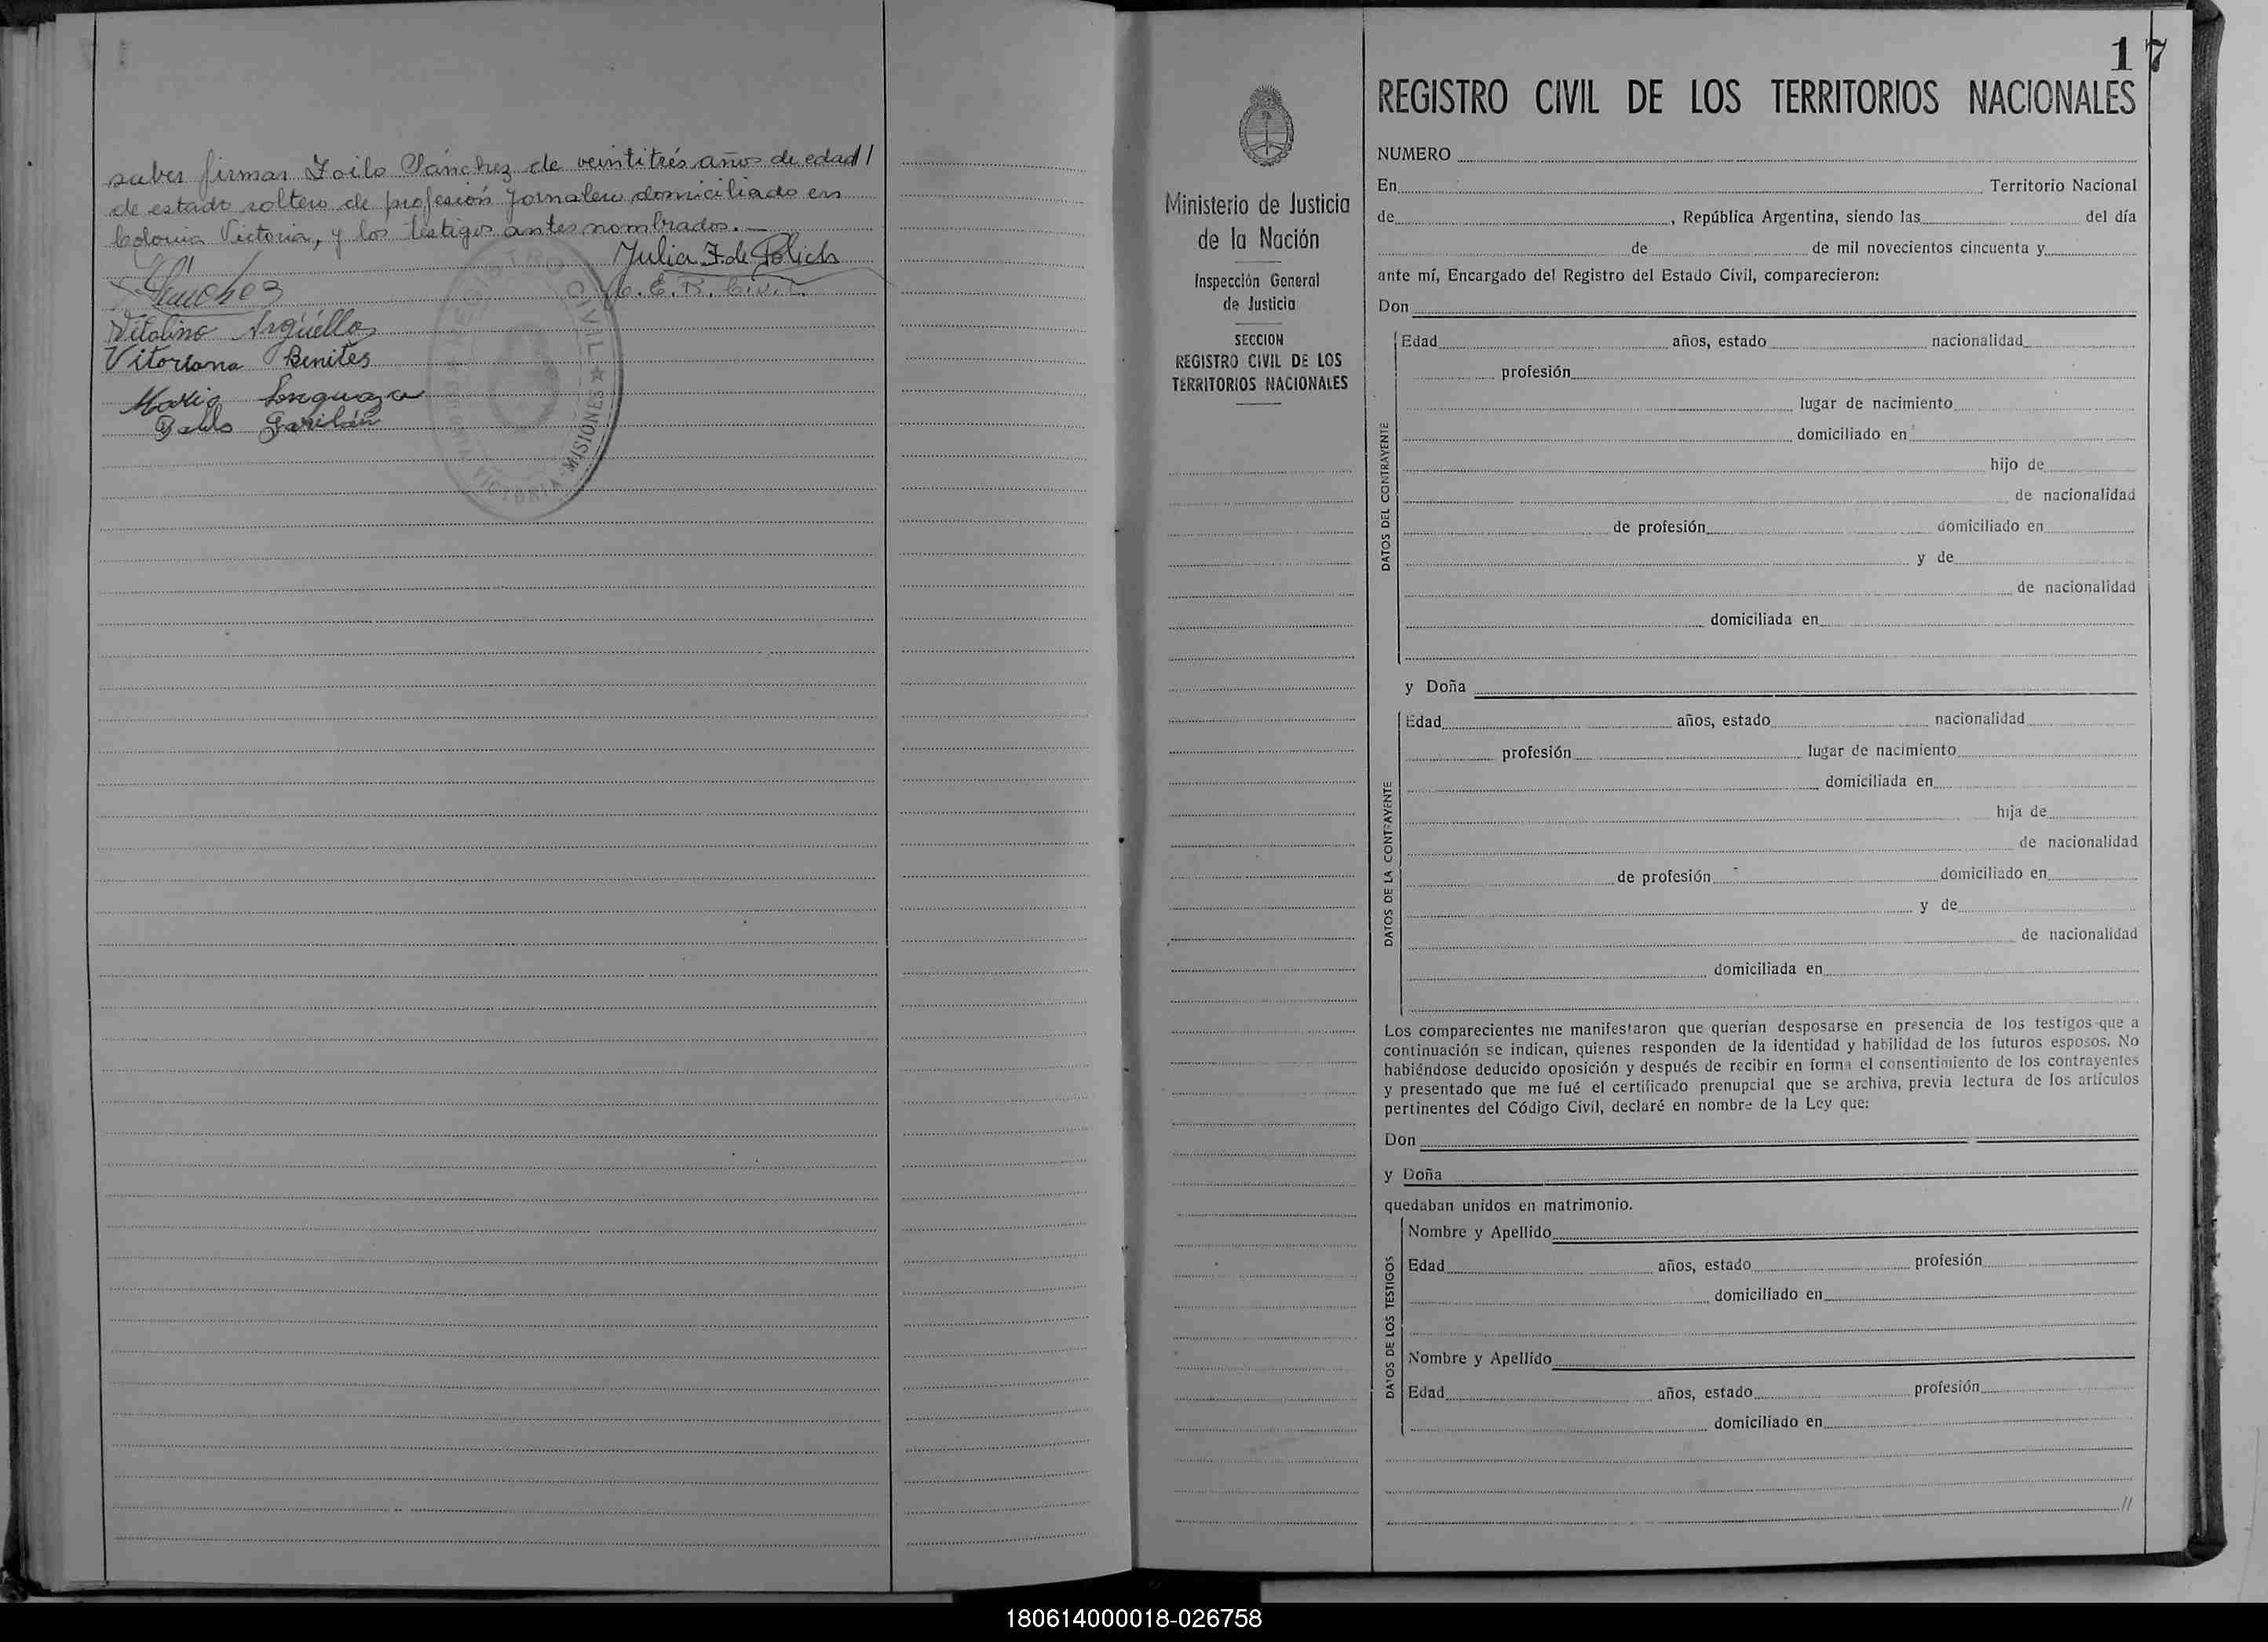 saber firmar Zoilo Sánchez de veintitrés años de edad /
de estado soltero de profesión Jornalero domiciliado en
Colonia Victoria, y los testigos antes nombrados.
Julia F. de Polich
E. R. Civil
Sánchez
Vitalino Argüello
Vitoriana Benites
Pablo Gavilán
REGISTRO CIVIL ★
VICTORIA - MISIONES
17
REGISTRO CIVIL DE LOS TERRITORIOS NACIONALES
Ministerio de Justicia
de la Nación
Inspección General
de Justicia
SECCION
REGISTRO CIVIL DE LOS
TERRITORIOS NACIONALES
NUMERO
En Territorio Nacional
de , República Argentina, siendo las del día
de de mil novecientos cincuenta y
ante mí, Encargado del Registro del Estado Civil, comparecieron:
Don
DATOS DEL CONTRAYENTE
Edad años, estado nacionalidad
profesión
lugar de nacimiento
domiciliado en
hijo de
de nacionalidad
de profesión domiciliado en
y de
de nacionalidad
domiciliada en
y Doña
DATOS DE LA CONTRAYENTE
Edad años, estado nacionalidad
profesión lugar de nacimiento
domiciliada en
hija de
de nacionalidad
de profesión domiciliado en
y de
de nacionalidad
domiciliada en
Los comparecientes me manifestaron que querían desposarse en presencia de los testigos que a
continuación se indican, quienes responden de la identidad y habilidad de los futuros esposos. No
habiéndose deducido oposición y después de recibir en forma el consentimiento de los contrayentes
y presentado que me fué el certificado prenupcial que se archiva, previa lectura de los artículos
pertinentes del Código Civil, declaré en nombre de la Ley que:
Don
y Doña
quedaban unidos en matrimonio.
DATOS DE LOS TESTIGOS
Nombre y Apellido
Edad años, estado profesión
domiciliado en
Nombre y Apellido
Edad años, estado profesión
domiciliado en
//
180614000018-026758